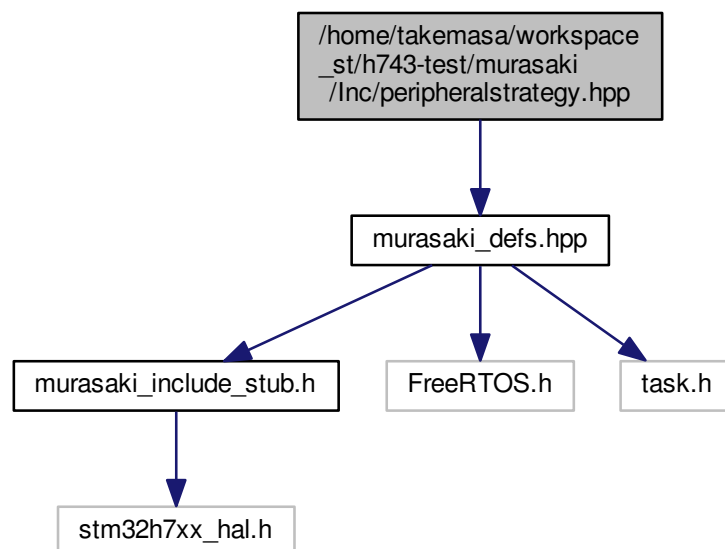 /home/takemasa/workspace
_st/h743-test/murasaki
/Inc/peripheralstrategy.hpp
murasaki_defs.hpp
murasaki_include_stub.h
FreeRTOS.h
task.h
stm32h7xx_hal.h